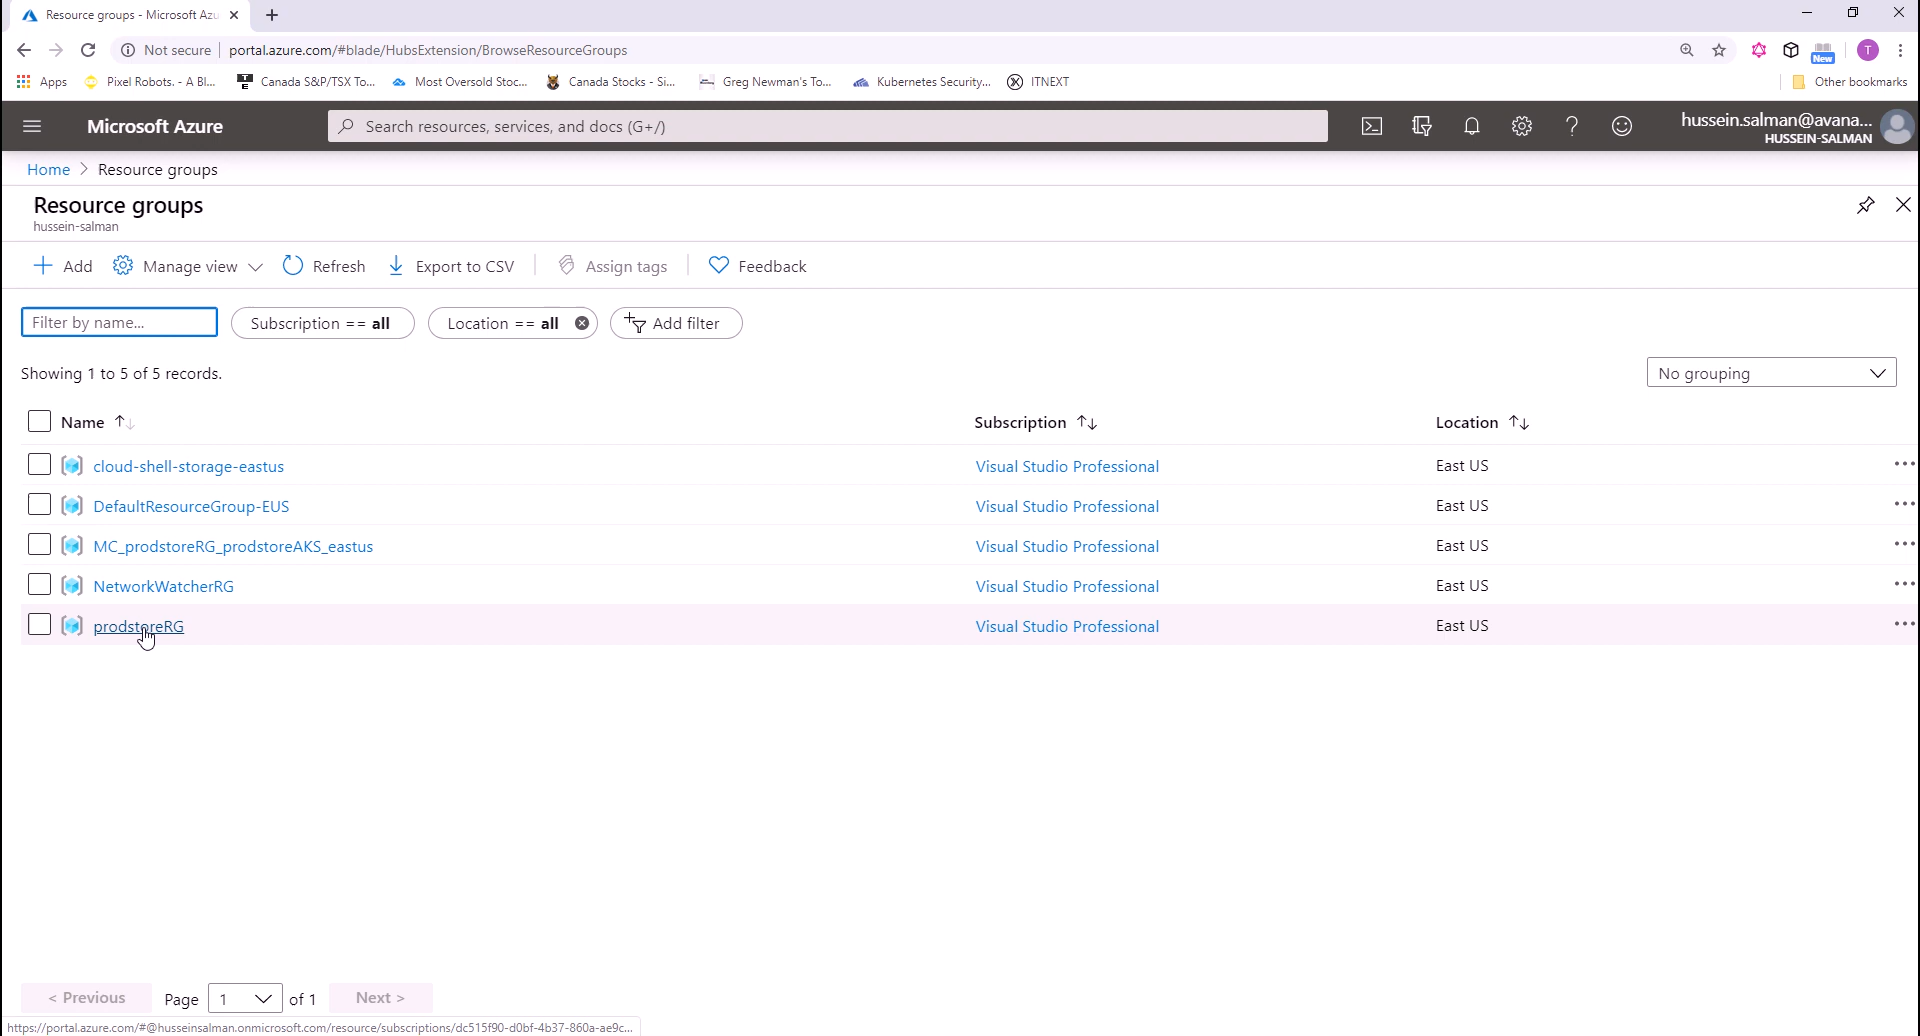 Resource groups - Microsoft Azu
Not secure portal.azure.com/#blade/HubsExtension/BrowseResourceGroups
New
T
Apps Pixel Robots. - A Bl... Canada S&P/TSX To... Most Oversold Stoc... Canada Stocks - Si... Greg Newman's To... Kubernetes Security... ITNEXT Other bookmarks
Microsoft Azure Search resources, services, and docs (G+/) hussein.salman@avana...
HUSSEIN-SALMAN
Home > Resource groups
Resource groups
hussein-salman
Add Manage view Refresh Export to CSV Assign tags Feedback
Filter by name... Subscription == all Location == all Add filter
Showing 1 to 5 of 5 records. No grouping
Name Subscription Location
cloud-shell-storage-eastus Visual Studio Professional East US
DefaultResourceGroup-EUS Visual Studio Professional East US
MC_prodstoreRG_prodstoreAKS_eastus Visual Studio Professional East US
NetworkWatcherRG Visual Studio Professional East US
prodstoreRG Visual Studio Professional East US
< Previous Page 1 of 1 Next >
https://portal.azure.com/#@husseinsalman.onmicrosoft.com/resource/subscriptions/dc515f90-d0bf-4b37-860a-ae9c...